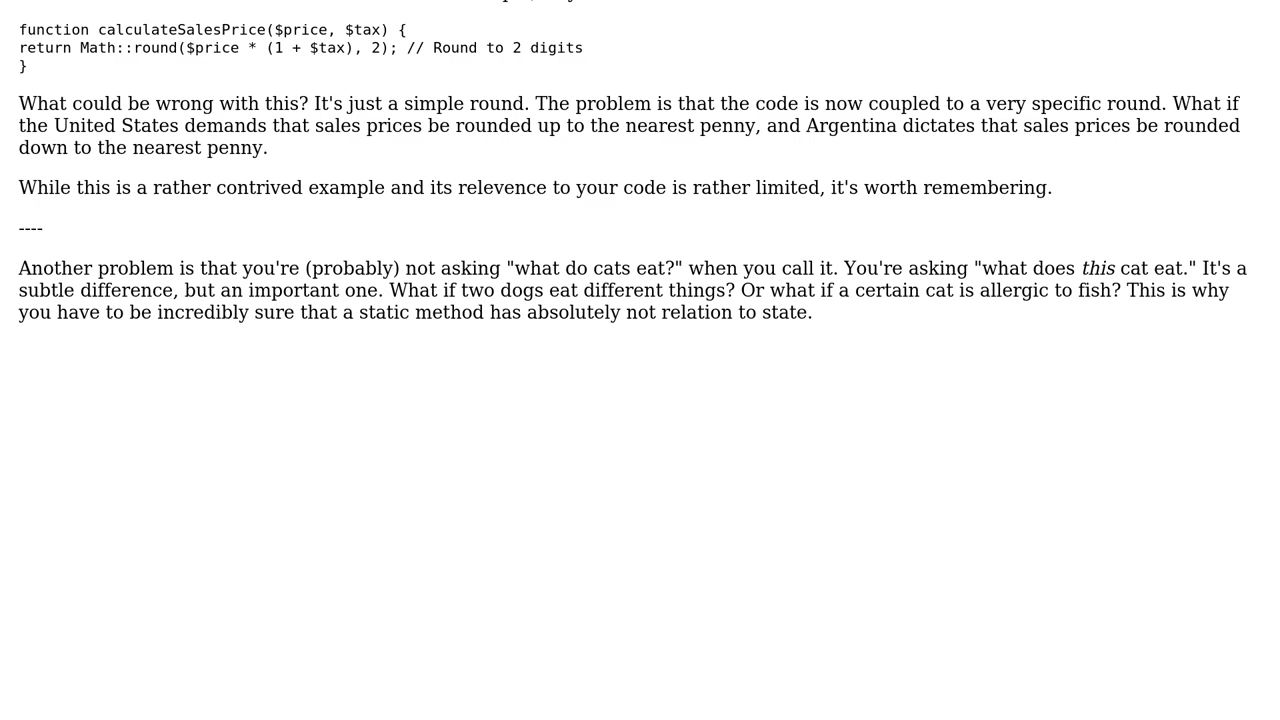 function calculateSalesPrice($price, $tax) {
return Math::round($price * (1 + $tax), 2); // Round to 2 digits
}
What could be wrong with this? It's just a simple round. The problem is that the code is now coupled to a very specific round. What if
the United States demands that sales prices be rounded up to the nearest penny, and Argentina dictates that sales prices be rounded
down to the nearest penny.
While this is a rather contrived example and its relevence to your code is rather limited, it's worth remembering.
----
Another problem is that you're (probably) not asking "what do cats eat?" when you call it. You're asking "what does this cat eat." It's a
subtle difference, but an important one. What if two dogs eat different things? Or what if a certain cat is allergic to fish? This is why
you have to be incredibly sure that a static method has absolutely not relation to state.